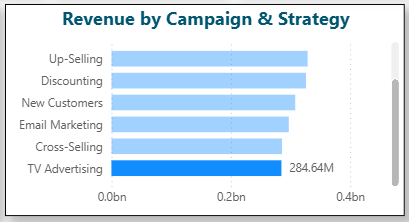 Revenue by Campaign & Strategy
Up-Selling
Discounting
New Customers
Email Marketing
Cross-Selling
TV Advertising 284.64M
0.0bn 0.2bn 0.4bn